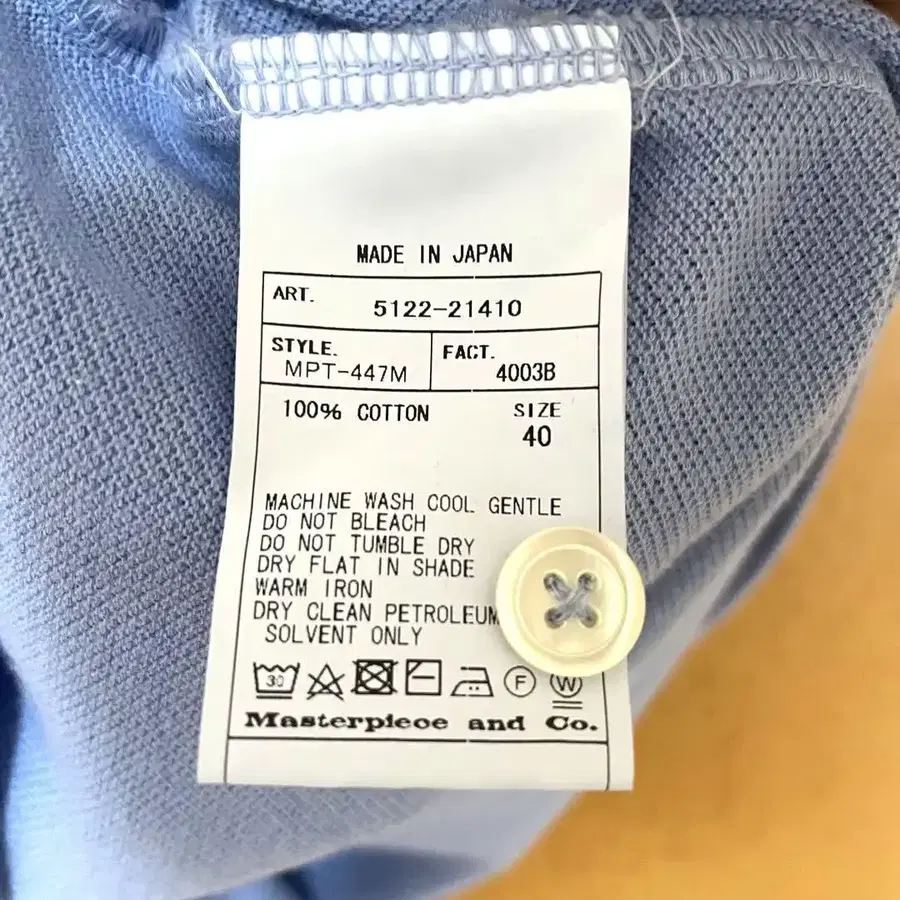 MADE IN JAPAN
ART. 5122-21410
STYLE. FACT.
MPT-447M 4003B
100% COTTON SIZE
40
MACHINE WASH COOL GENTLE
DO NOT BLEACH
DO NOT TUMBLE DRY
DRY FLAT IN SHADE
WARM IRON
DRY CLEAN PETROLEUM
SOLVENT ONLY
30 F W
Masterpiece and Co.